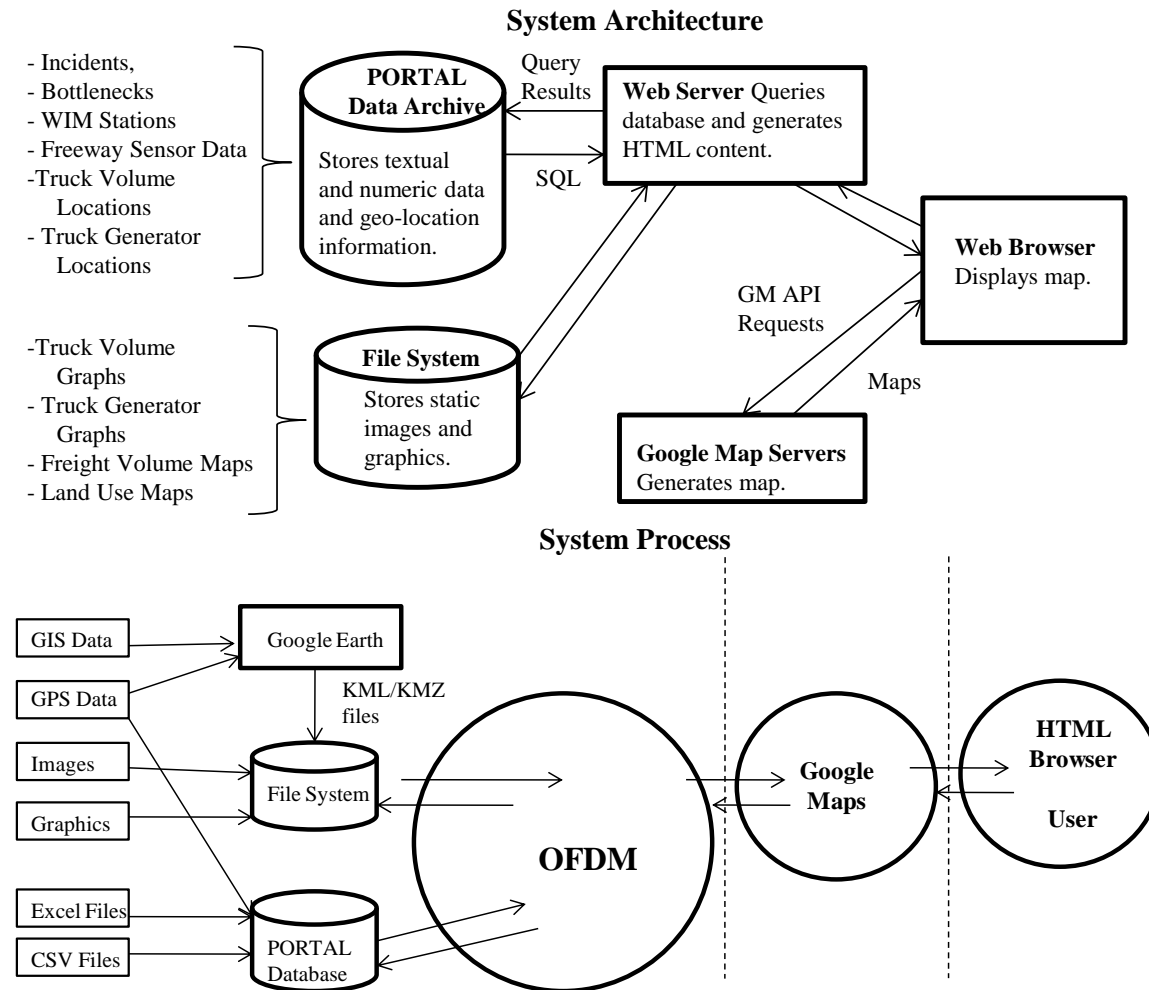 System Architecture
- Incidents,
- Bottlenecks
- WIM Stations
- Freeway Sensor Data
-Truck Volume
Locations
- Truck Generator
Locations
PORTAL
Data Archive
Stores textual
and numeric data
and geo-location
information.
Query
Results
SQL
Web Server Queries
database and generates
HTML content.
Web Browser
Displays map.
GM API
Requests
Maps
-Truck Volume
Graphs
- Truck Generator
Graphs
- Freight Volume Maps
- Land Use Maps
File System
Stores static
images and
graphics.
Google Map Servers
Generates map.
System Process
GIS Data
GPS Data
Images
Graphics
Excel Files
CSV Files
Google Earth
KML/KMZ
files
File System
PORTAL
Database
OFDM
Google
Maps
HTML
Browser
User